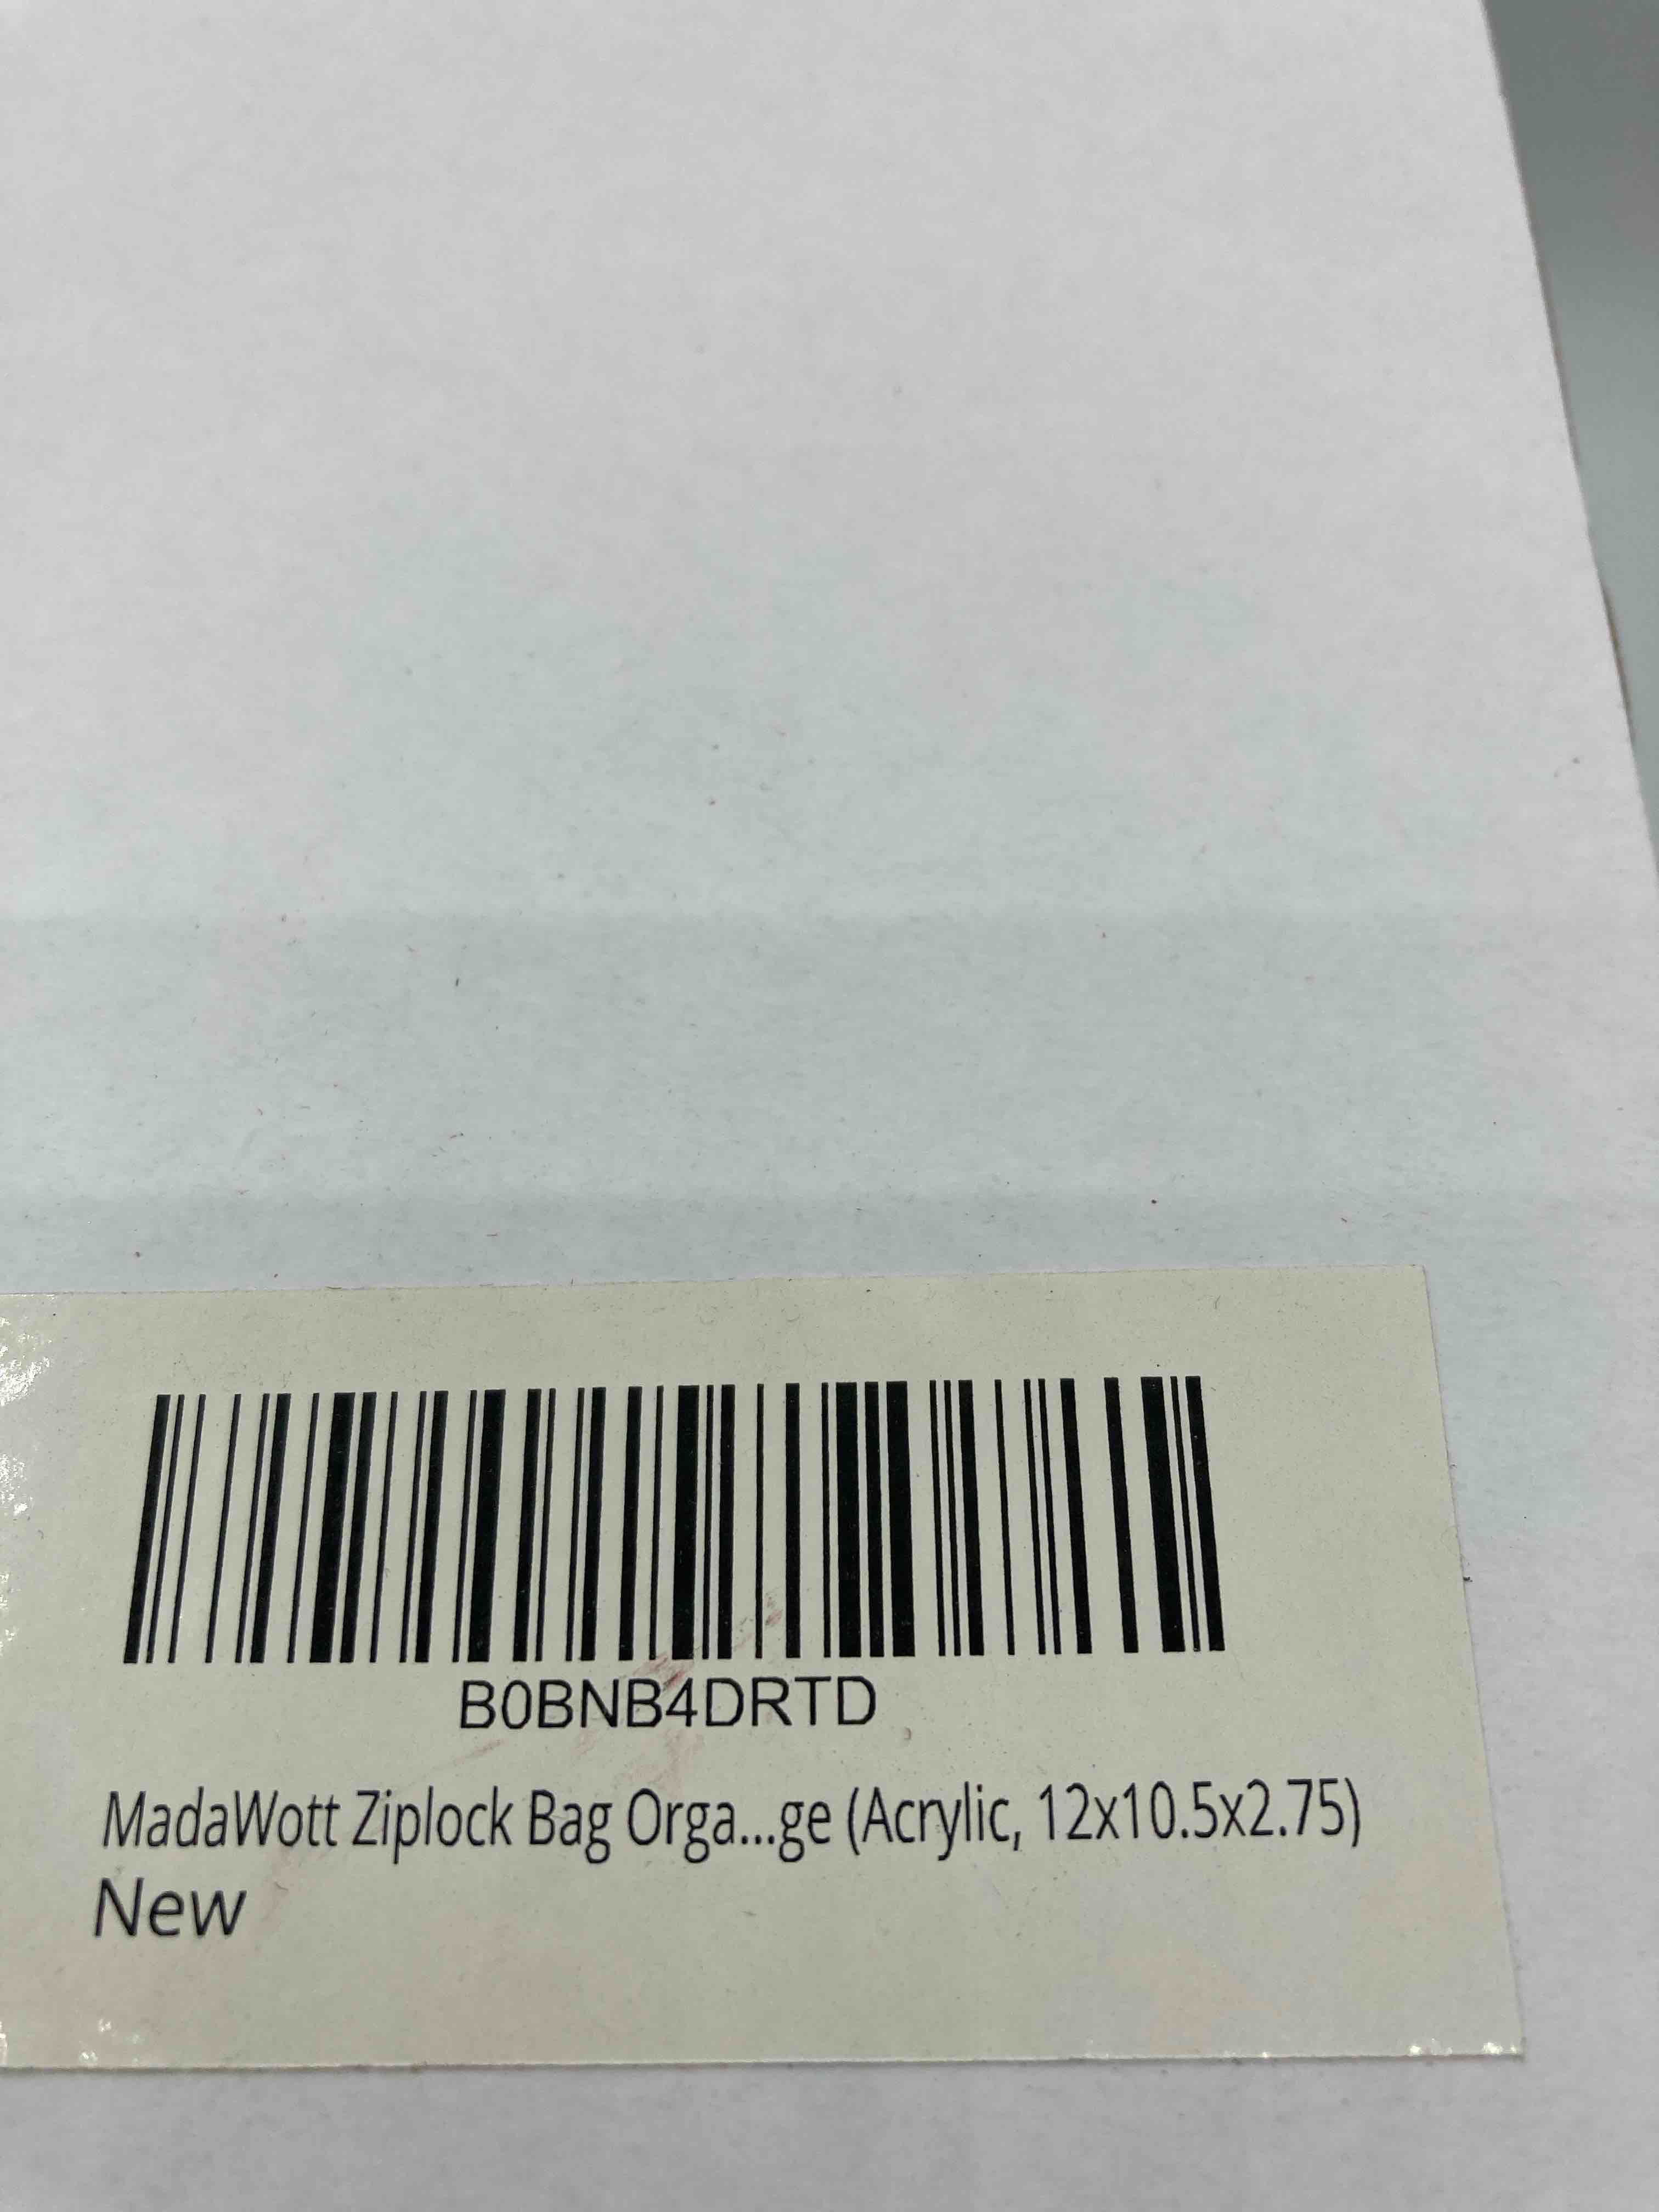 B0BNB4DRTD
MadaWott Ziplock Bag Orga...ge (Acrylic, 12x10.5x2.75)
New